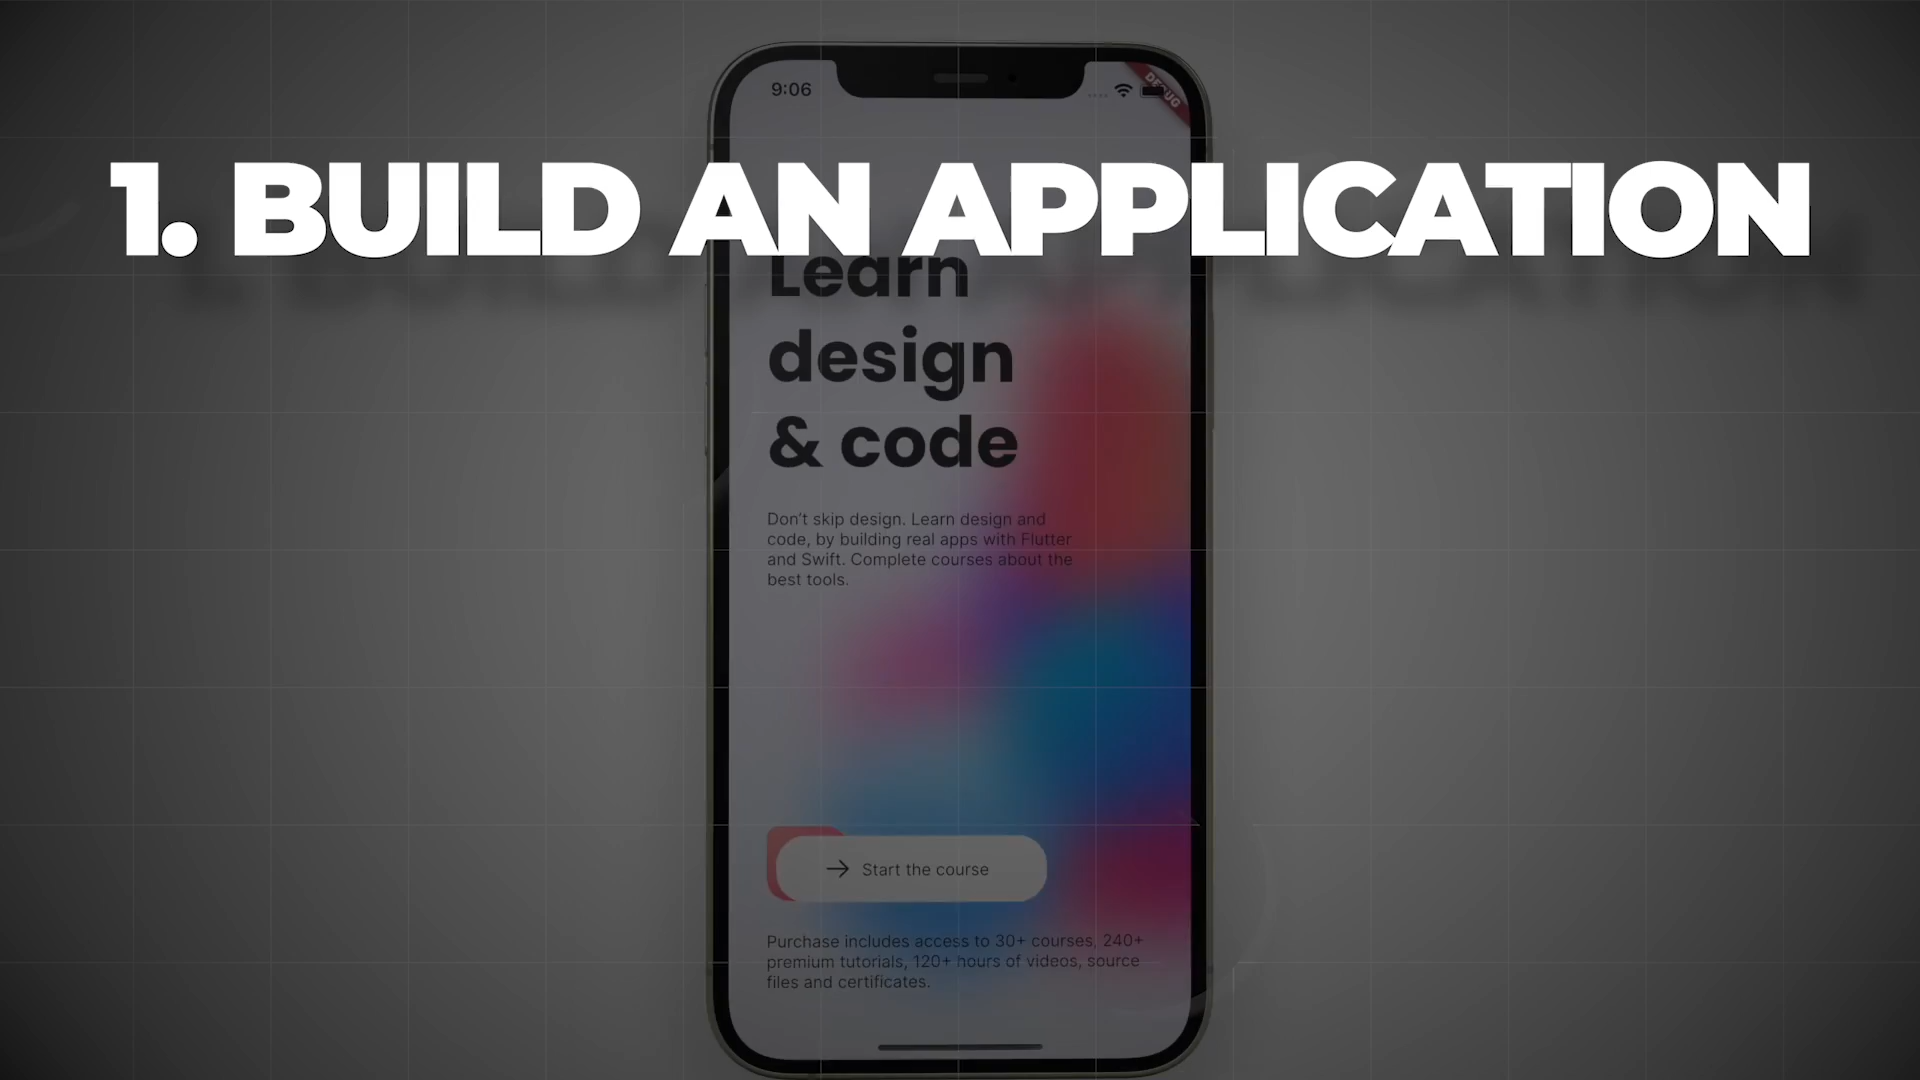 9:06
DEBUG
1. BUILD AN APPLICATION
Learn
design
& code
Don't skip design. Learn design and
code, by building real apps with Flutter
and Swift. Complete courses about the
best tools.
Start the course
Purchase includes access to 30+ courses, 240+
premium tutorials, 120+ hours of videos, source
files and certificates.